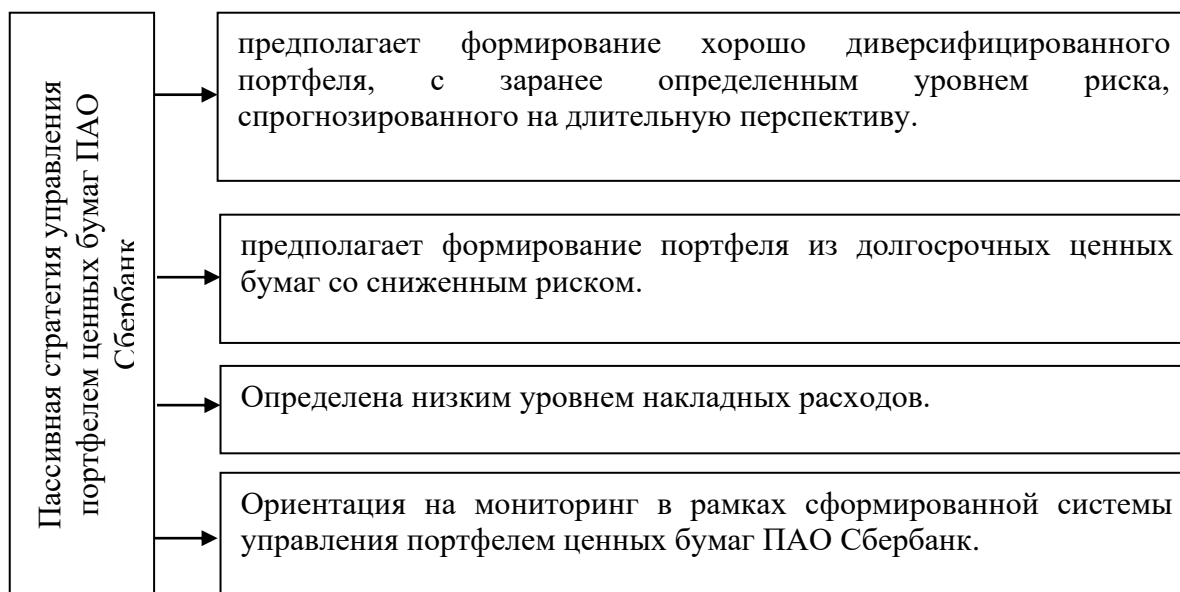 Пассивная стратегия управления
портфелем ценных бумаг ПАО
Сбербанк
предполагает формирование хорошо диверсифицированного
портфеля, с заранее определенным уровнем риска,
спрогнозированного на длительную перспективу.
предполагает формирование портфеля из долгосрочных ценных
бумаг со сниженным риском.
Определена низким уровнем накладных расходов.
Ориентация на мониторинг в рамках сформированной системы
управления портфелем ценных бумаг ПАО Сбербанк.